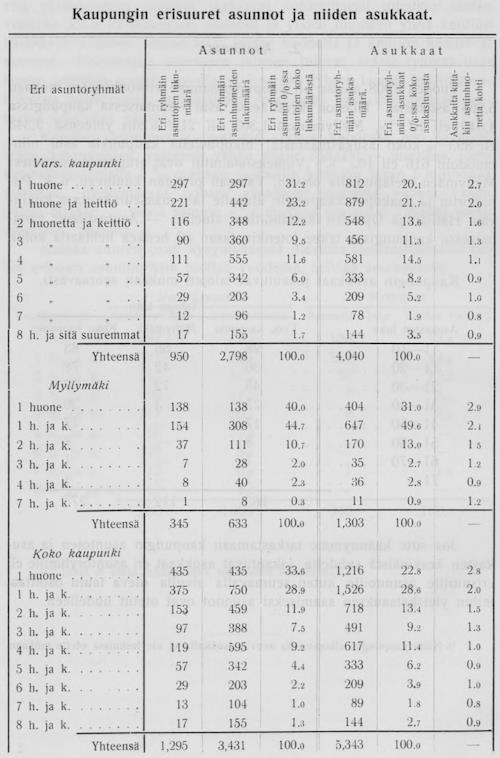 Kaupungin erisuuret asunnot ja niiden asukkaat.
Eri asuntoryhmät
Asunnot
Asukkaat
Eri ryhmäin asuntojen lukumäärä
Eri ryhmäin asuinhuoneiden lukumäärä
Eri ryhmäin asunnot %:ssa asuntojen koko lukumäärästä
Eri asuntoryhmäin asukas määrä.
Eri asuntoryhmäin asukkaat %:ssa koko asukasluvusta
Asukkaita kutakin asuinhuonetta kohti
Vars. kaupunki
1 huone . . . . . . . . 297 297 31.2 812 20.1 2.7
1 huone ja heittiö . . 221 442 23.2 879 21.7 2.0
2 huonetta ja keittiö . 116 348 12.2 548 13.6 1.6
3 „ „ . . 90 360 9.5 456 11.3 1.3
4 „ „ . . 111 555 11.6 581 14.5 1.1
5 „ „ . . 57 342 6.0 333 8.2 0.9
6 „ „ . . 29 203 3.4 209 5.2 1.0
7 „ „ . . 12 96 1.2 78 1.9 0.8
8 h. ja sitä suuremmat 17 155 1.7 144 3.5 0.9
Yhteensä 950 2,798 100.0 4,040 100.0 —
Myllymäki
1 huone . . . . . . . 138 138 40.0 404 31.0 2.9
1 h. ja k. . . . . . . . 154 308 44.7 647 49.6 2.1
2 h. ja k. . . . . . . . 37 111 10.7 170 13.0 1.5
3 h. ja k. . . . . . . . 7 28 2.0 35 2.7 1.2
4 h. ja k. . . . . . . . 8 40 2.3 36 2.8 0.9
7 h. ja k. . . . . . . . 1 8 0.3 11 0.9 1.2
Yhteensä 345 633 100.0 1,303 100.0 —
Koko kaupunki
1 huone . . . . . . . 435 435 33.6 1,216 22.8 2.8
1 h. ja k. . . . . . . . 375 750 28.9 1,526 28.6 2.0
2 h. ja k. . . . . . . . 153 459 11.9 718 13.4 1.5
3 h. ja k. . . . . . . . 97 388 7.5 491 9.2 1.3
4 h. ja k. . . . . . . . 119 595 9.2 617 11.4 1.0
5 h. ja k. . . . . . . . 57 342 4.4 333 6.2 0.9
6 h. ja k. . . . . . . . 29 203 2.2 209 3.9 1.0
7 h. ja k. . . . . . . . 13 104 1.0 89 1.8 0.8
8 h. ja k. . . . . . . . 17 155 1.3 144 2.7 0.9
Yhteensä 1,295 3,431 100.0 5,343 100.0 —